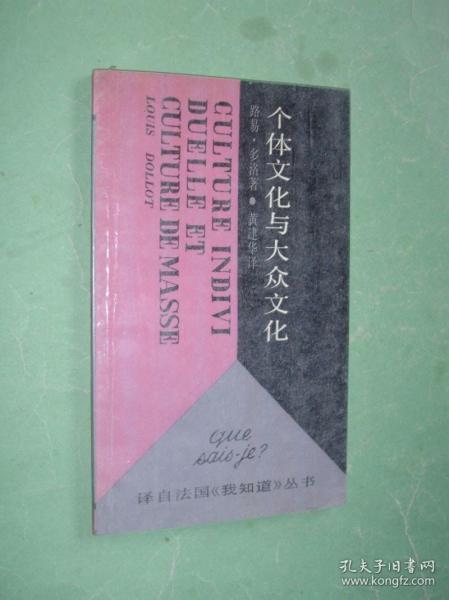 个体文化与大众文化
路易·多洛著●黄建华译
CULTURE INDIVI
DUELLE ET
CULTURE DE MASSE
LOUIS DOLLOT
que
sais-je?
译自法国《我知道》丛书
孔夫子旧书网
www.kongfz.com